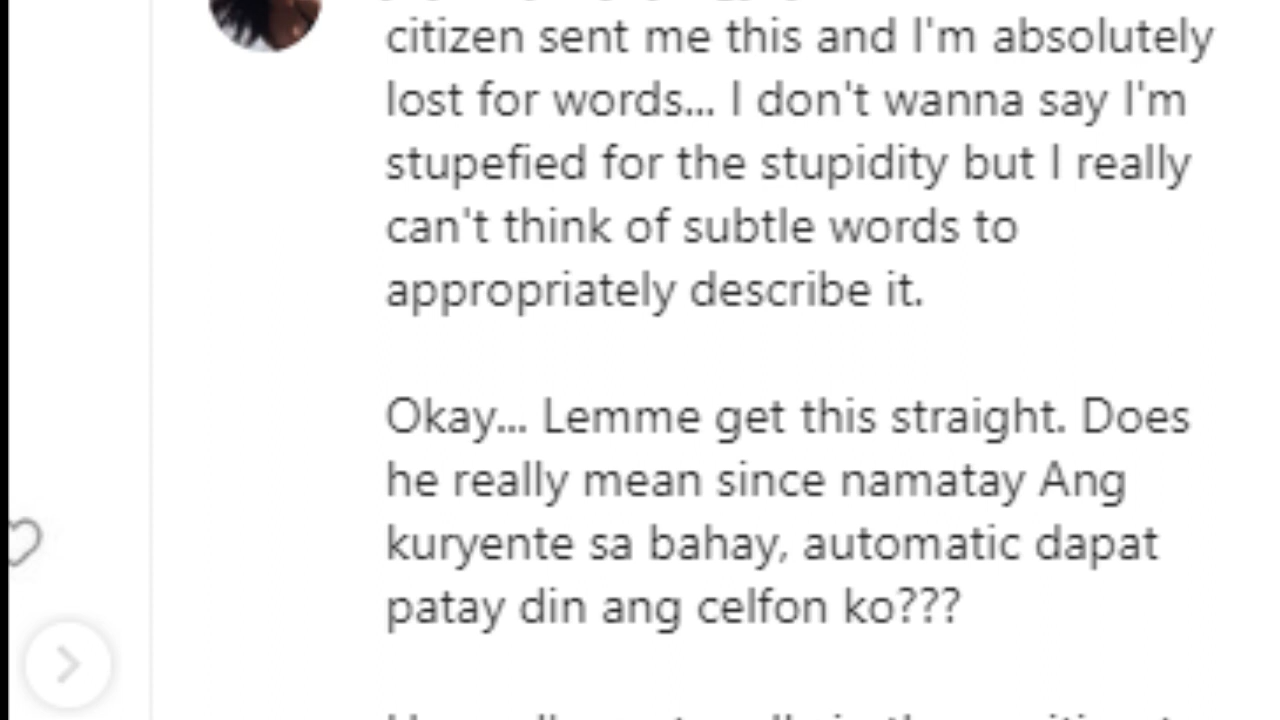 citizen sent me this and I'm absolutely
lost for words... I don't wanna say I'm
stupefied for the stupidity but I really
can't think of subtle words to
appropriately describe it.
Okay... Lemme get this straight. Does
he really mean since namatay Ang
kuryente sa bahay, automatic dapat
patay din ang celfon ko???